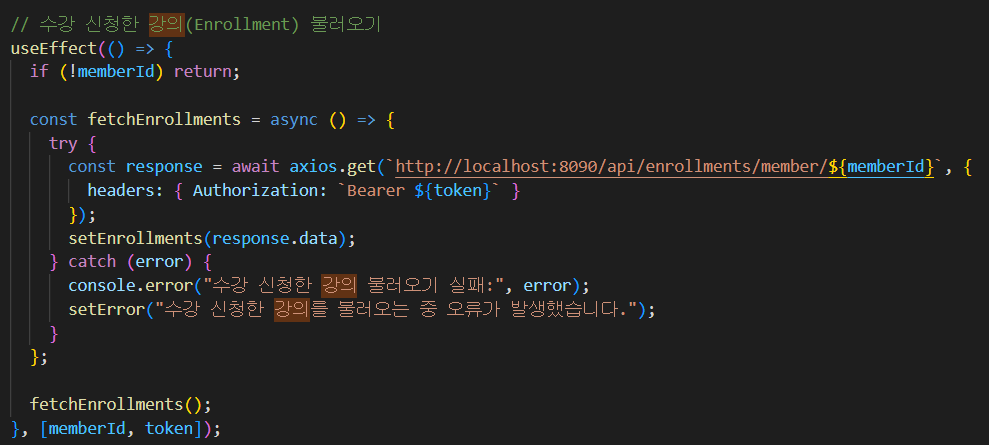 // 수강 신청한 강의(Enrollment) 불러오기
useEffect(() => {
  if (!memberId) return;

  const fetchEnrollments = async () => {
    try {
      const response = await axios.get(`http://localhost:8090/api/enrollments/member/${memberId}`, {
        headers: { Authorization: `Bearer ${token}` }
      });
      setEnrollments(response.data);
    } catch (error) {
      console.error("수강 신청한 강의 불러오기 실패:", error);
      setError("수강 신청한 강의를 불러오는 중 오류가 발생했습니다.");
    }
  };

  fetchEnrollments();
}, [memberId, token]);